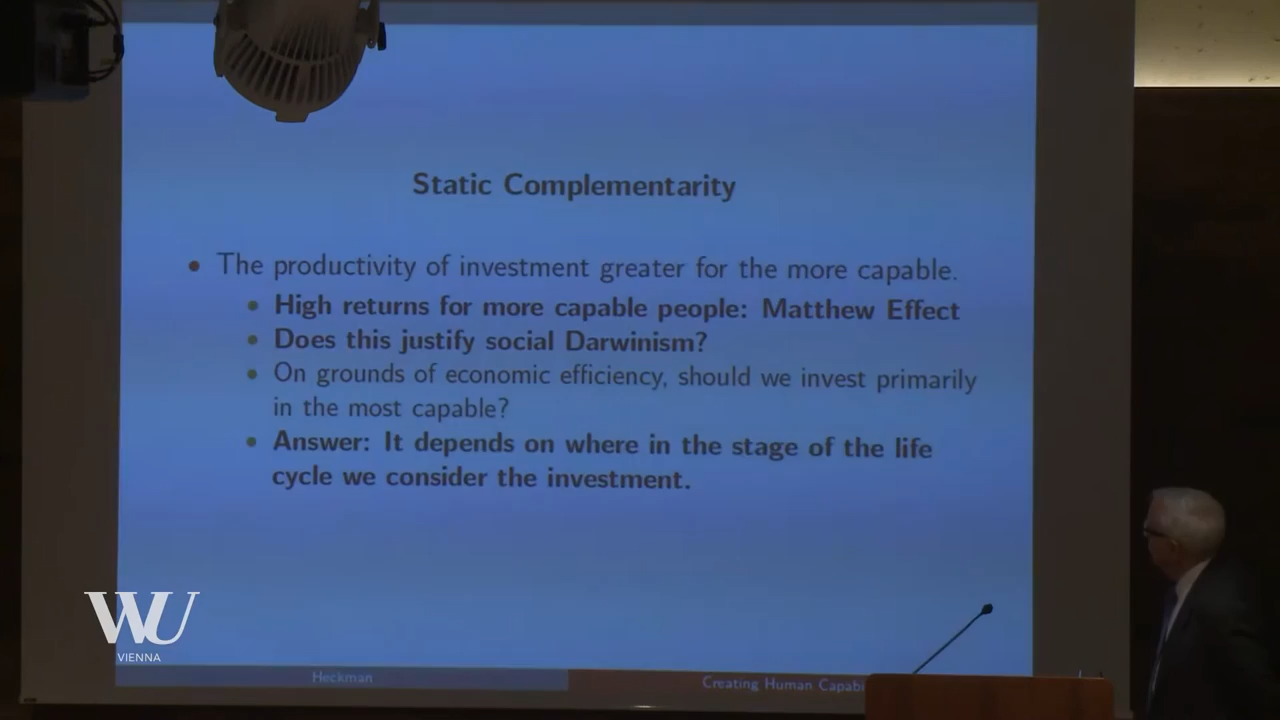 Static Complementarity
• The productivity of investment greater for the more capable.
• High returns for more capable people: Matthew Effect
• Does this justify social Darwinism?
• On grounds of economic efficiency, should we invest primarily
in the most capable?
• Answer: It depends on where in the stage of the life
cycle we consider the investment.
WU
VIENNA
Heckman
Creating Human Capabi